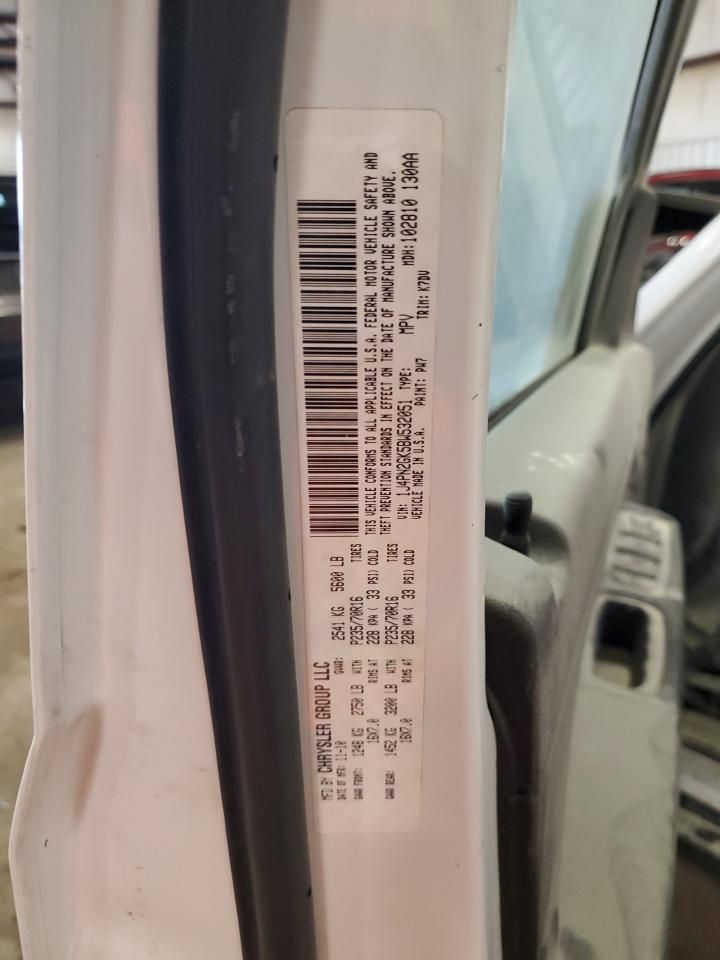 MFD BY CHRYSLER GROUP LLC
DATE OF MFR: 11-10 GVWR: 2541 KG 5600 LB
GAWR FRONT: 1248 KG 2750 LB WITH P235/70R16 TIRES
16X7.0 RIMS AT 228 KPA ( 33 PSI) COLD
GAWR REAR: 1452 KG 3200 LB WITH P235/70R16 TIRES
16X7.0 RIMS AT 228 KPA ( 33 PSI) COLD
THIS VEHICLE CONFORMS TO ALL APPLICABLE U.S.A. FEDERAL MOTOR VEHICLE SAFETY AND
THEFT PREVENTION STANDARDS IN EFFECT ON THE DATE OF MANUFACTURE SHOWN ABOVE.
VIN: 1J4PN2GK5BW532051 TYPE: MPV MDH: 102810 130AA
VEHICLE MADE IN U.S.A. PAINT: PW7 TRIM: K7DV